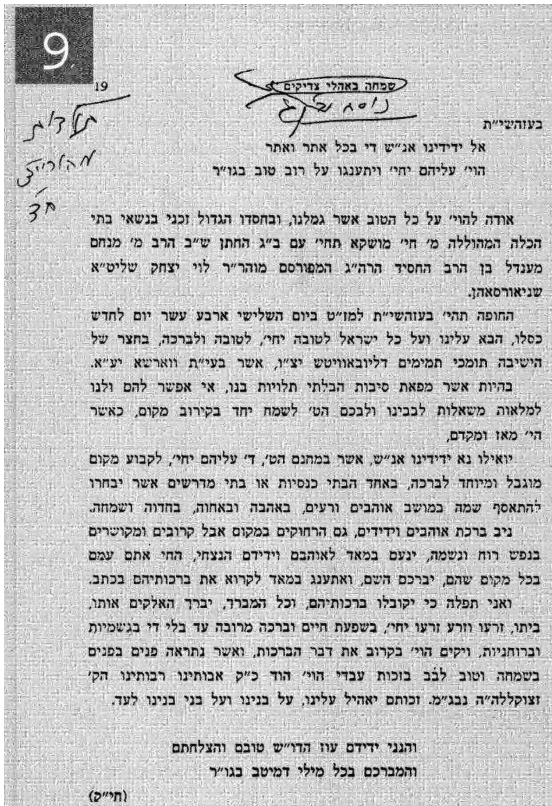 9
19
שמחה באהלי צדיקים
נוסח
תולדות
בעזהשי״ת
אל ידידינו אנ״ש די בכל אתר ואתר
הוי׳ עליהם יחי׳ ויתענגו על רוב טוב בגו״ר
אודה להוי׳ על כל הטוב אשר גמלנו, ובחסדו הגדול זכני בנשאי בתי
הכלה המהוללה מ׳ חי׳ מושקא תחי׳ עם ב״ג החתן ש״ב הרב מ׳ מנחם
מענדל בן הרב החסיד הרה״ג המפורסם מוהר״ר לוי יצחק שליט״א
שניאורסאהן.
החופה תהי׳ בעזהשי״ת למז״ט ביום השלישי ארבע עשר יום לחדש
כסלו, הבא עלינו ועל כל ישראל לטובה יחי׳, לטובה ולברכה, בחצר של
הישיבה תומכי תמימים דליובאוויטש יצ״ו, אשר בעי״ת ווארשא יע״א.
בהיות אשר מפאת סיבות הבלתי תלויות בנו, אי אפשר להם ולנו
למלאות משאלות לבבינו ולבכם הט׳ לשמח יחד בקירוב מקום, כאשר
הי׳ מאז ומקדם,
יואילו נא ידידינו אנ״ש, אשר במחנם הט׳, ד׳ עליהם יחי׳, לקבוע מקום
מוגבל ומיוחד לברכה, באחד הבתי כנסיות או בתי מדרשים אשר יבחרו
להתאסף שמה במושב אוהבים ורעים, באהבה ובאחוה, בחדוה ושמחה.
ניב ברכת אוהבים וידידים, גם הרחוקים במקום אבל קרובים ומקושרים
בנפש רוח ונשמה, ינעם במאד לאוהבם וידידם הנצחי, החי אתם עמם
בכל מקום שהם, יברכם השם, ואתענג במאד לקרוא את ברכותיהם בכתב.
ואני תפלה כי יקובלו ברכותיהם, וכל המברך, יברך האלקים אותו,
ביתו, זרעו וזרע זרעו יחי׳, בשפעת חיים וברכה מרובה עד בלי די בגשמיות
וברוחניות, ויקים הוי׳ בקרוב את דבר הברכות, ואשר נתראה פנים בפנים
בשמחה וטוב לבב בזכות עבדי הוי׳ הוד כ״ק אבותינו רבותינו הק׳
זצוקללה״ה נבג״מ. זכותם יאהיל עלינו, על בנינו ועל בני בנינו לעד.
והנני ידידם עוז הדו״ש טובם והצלחתם
והמברכם בכל מילי דמיטב בגו״ר
(חי״ק)